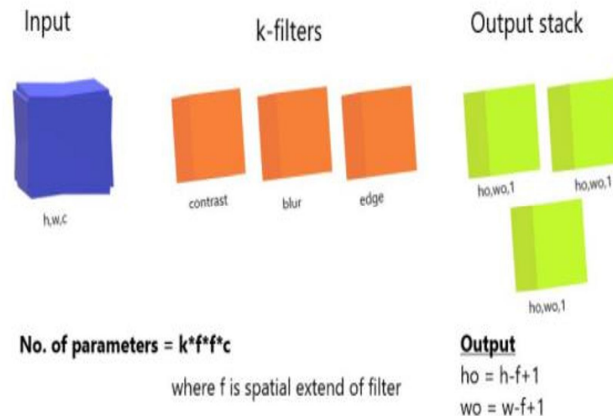 Input
k-filters
Output stack
h,w,c
contrast
blur
edge
ho,wo,1
ho,wo,1
ho,wo,1
No. of parameters = k*f*f*c
where f is spatial extend of filter
Output
ho = h-f+1
wo = w-f+1